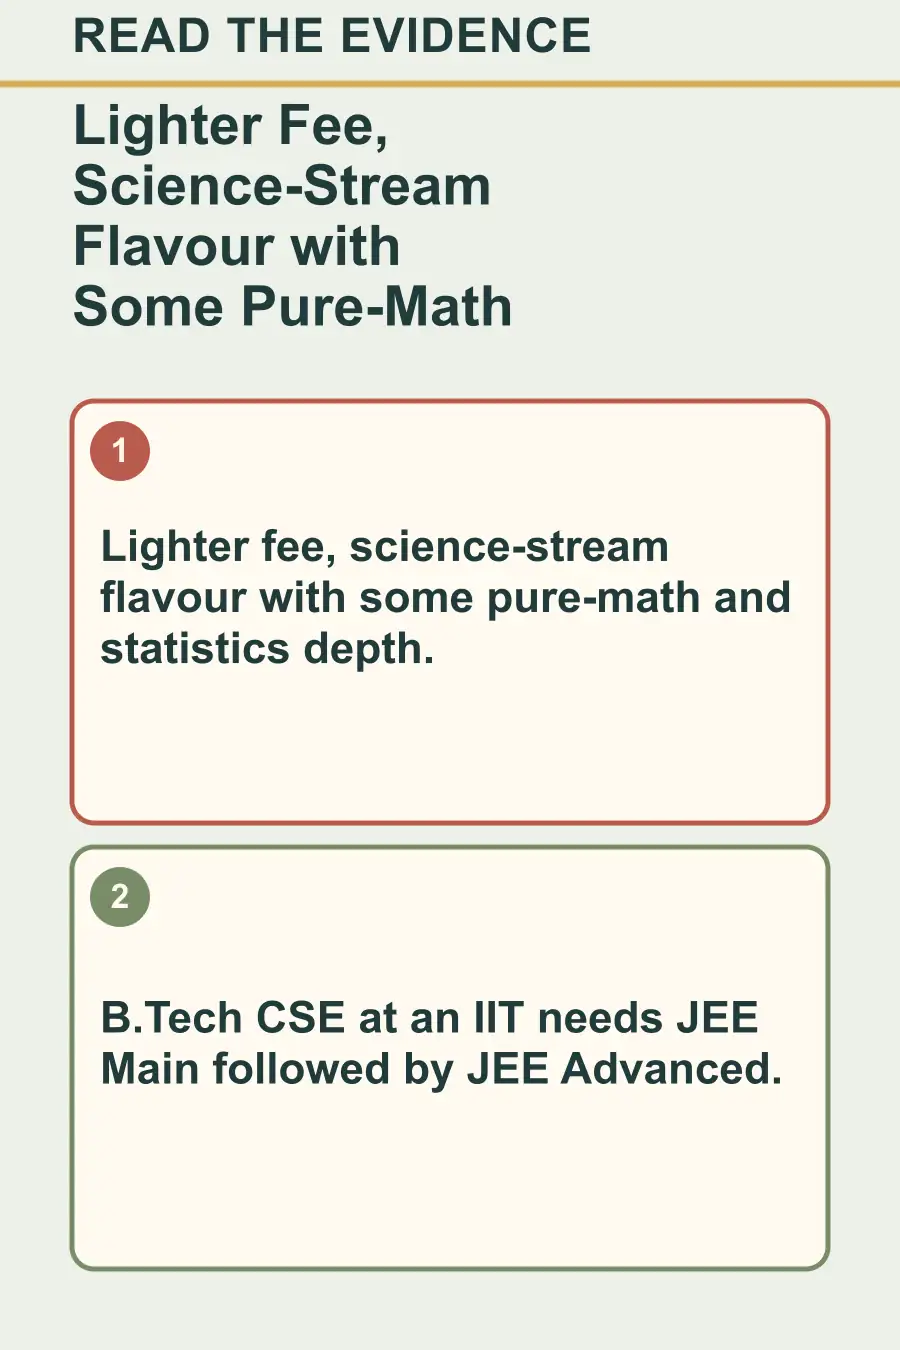 READ THE EVIDENCE
Lighter Fee,
Science-Stream
Flavour with
Some Pure-Math
1
Lighter fee, science-stream
flavour with some pure-math and
statistics depth.
2
B.Tech CSE at an IIT needs JEE
Main followed by JEE Advanced.